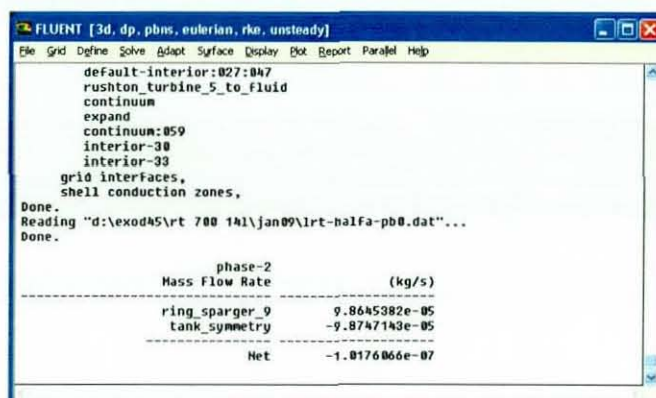 FLUENT [3d, dp, pbns, eulerian, rke, unsteady]
File Grid Define Solve Adapt Surface Display Plot Report Parallel Help
default-interior:027:047
rushton_turbine_5_to_fluid
continuum
expand
continuum:059
interior-30
interior-33
grid interfaces,
shell conduction zones,
Done.
Reading "d:\exod45\rt 700 141\jan09\lrt-halfa-pb0.dat"...
Done.
phase-2
Mass Flow Rate (kg/s)
-------------------------------- --------------------
ring_sparger_9 9.8645382e-05
tank_symmetry -9.8747143e-05
---------------- --------------------
Net -1.0176066e-07